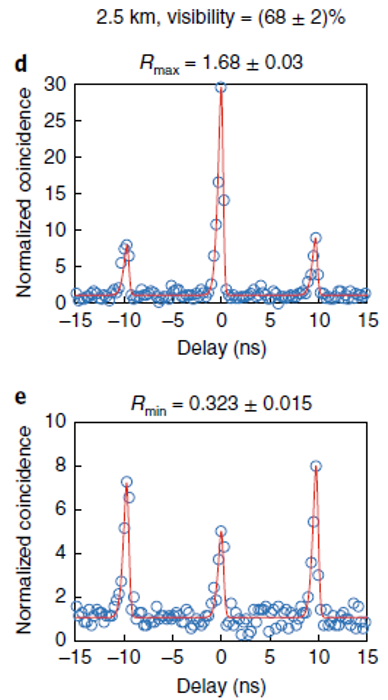 2.5 km, visibility = (68 ± 2)%
d
R_max = 1.68 ± 0.03
Normalized coincidence
30
25
20
15
10
5
0
−15 −10 −5 0 5 10 15
Delay (ns)
e
R_min = 0.323 ± 0.015
Normalized coincidence
10
8
6
4
2
0
−15 −10 −5 0 5 10 15
Delay (ns)